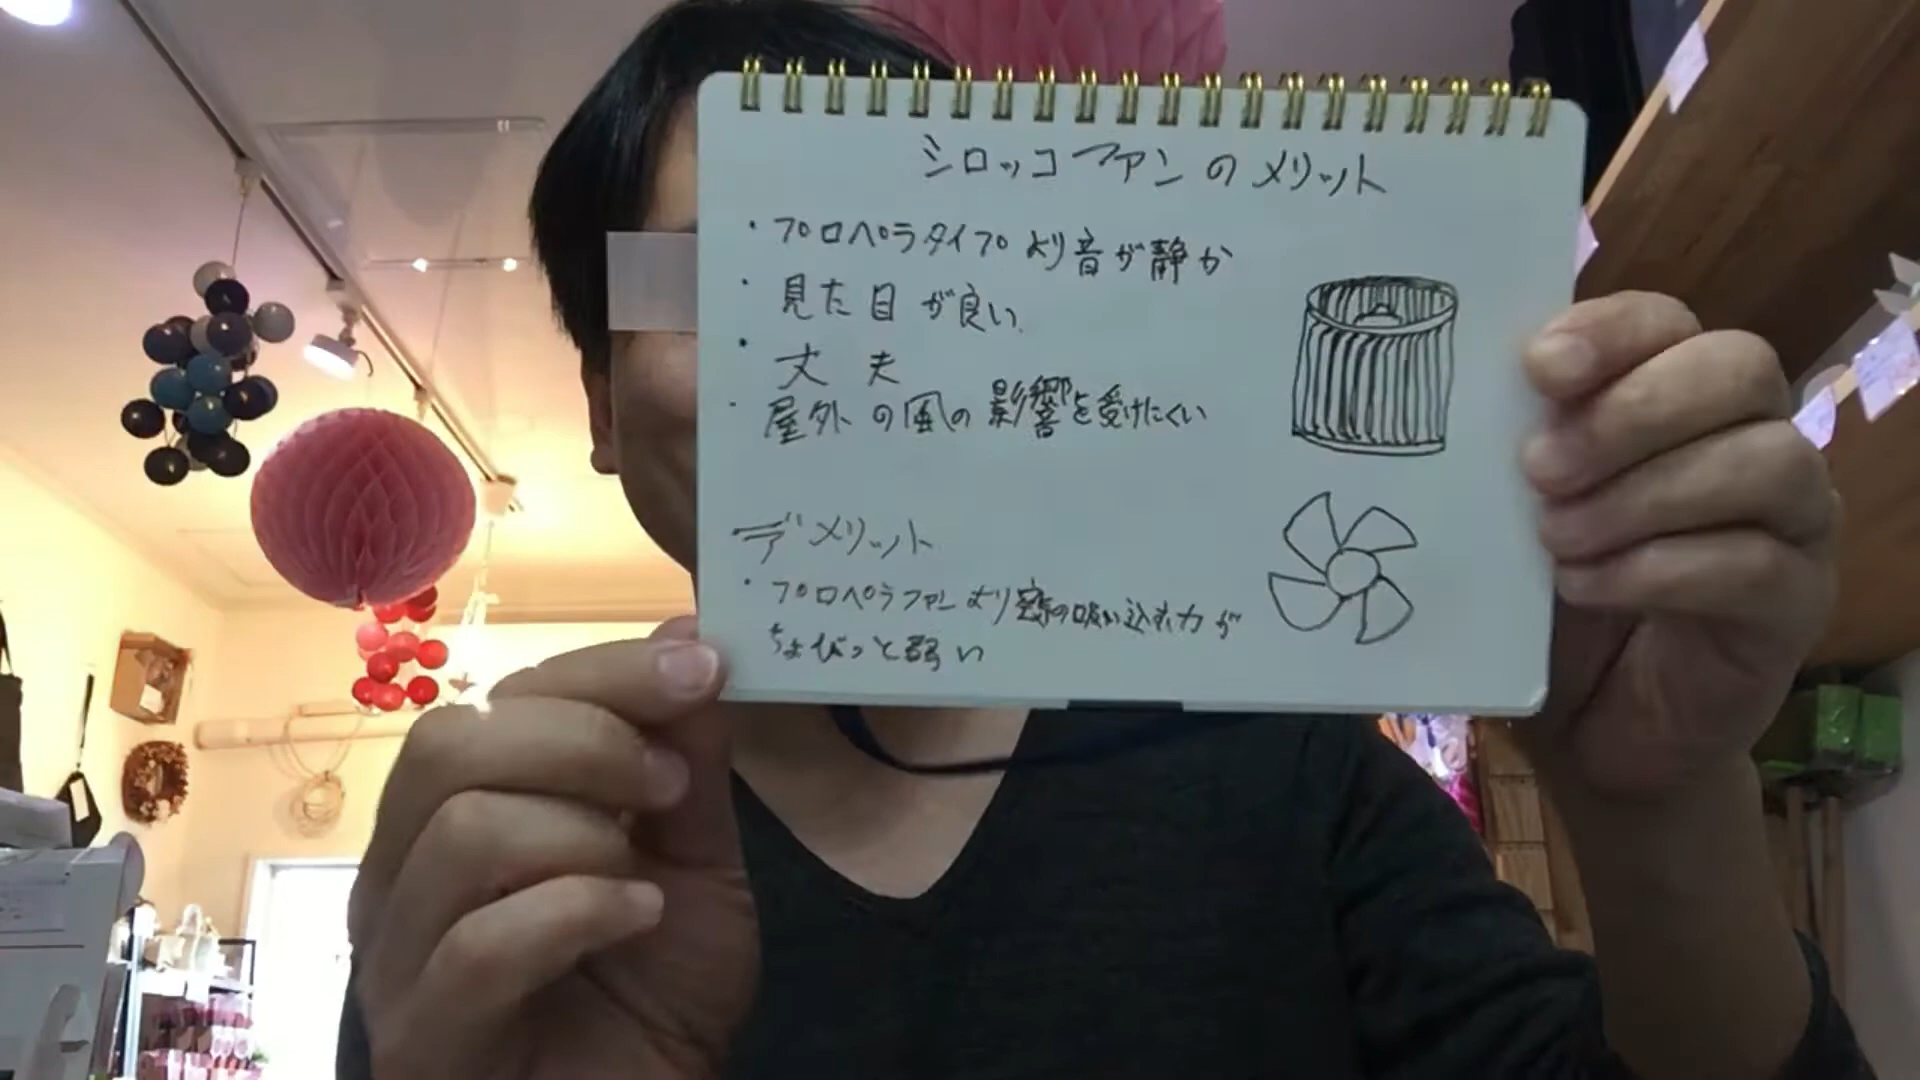 シロッコファンのメリット
・プロペラタイプより音が静か
・見た目が良い
・丈夫
・屋外の風の影響を受けにくい
デメリット
・プロペラファンより空気の吸い込む力が
ちょびっと弱い